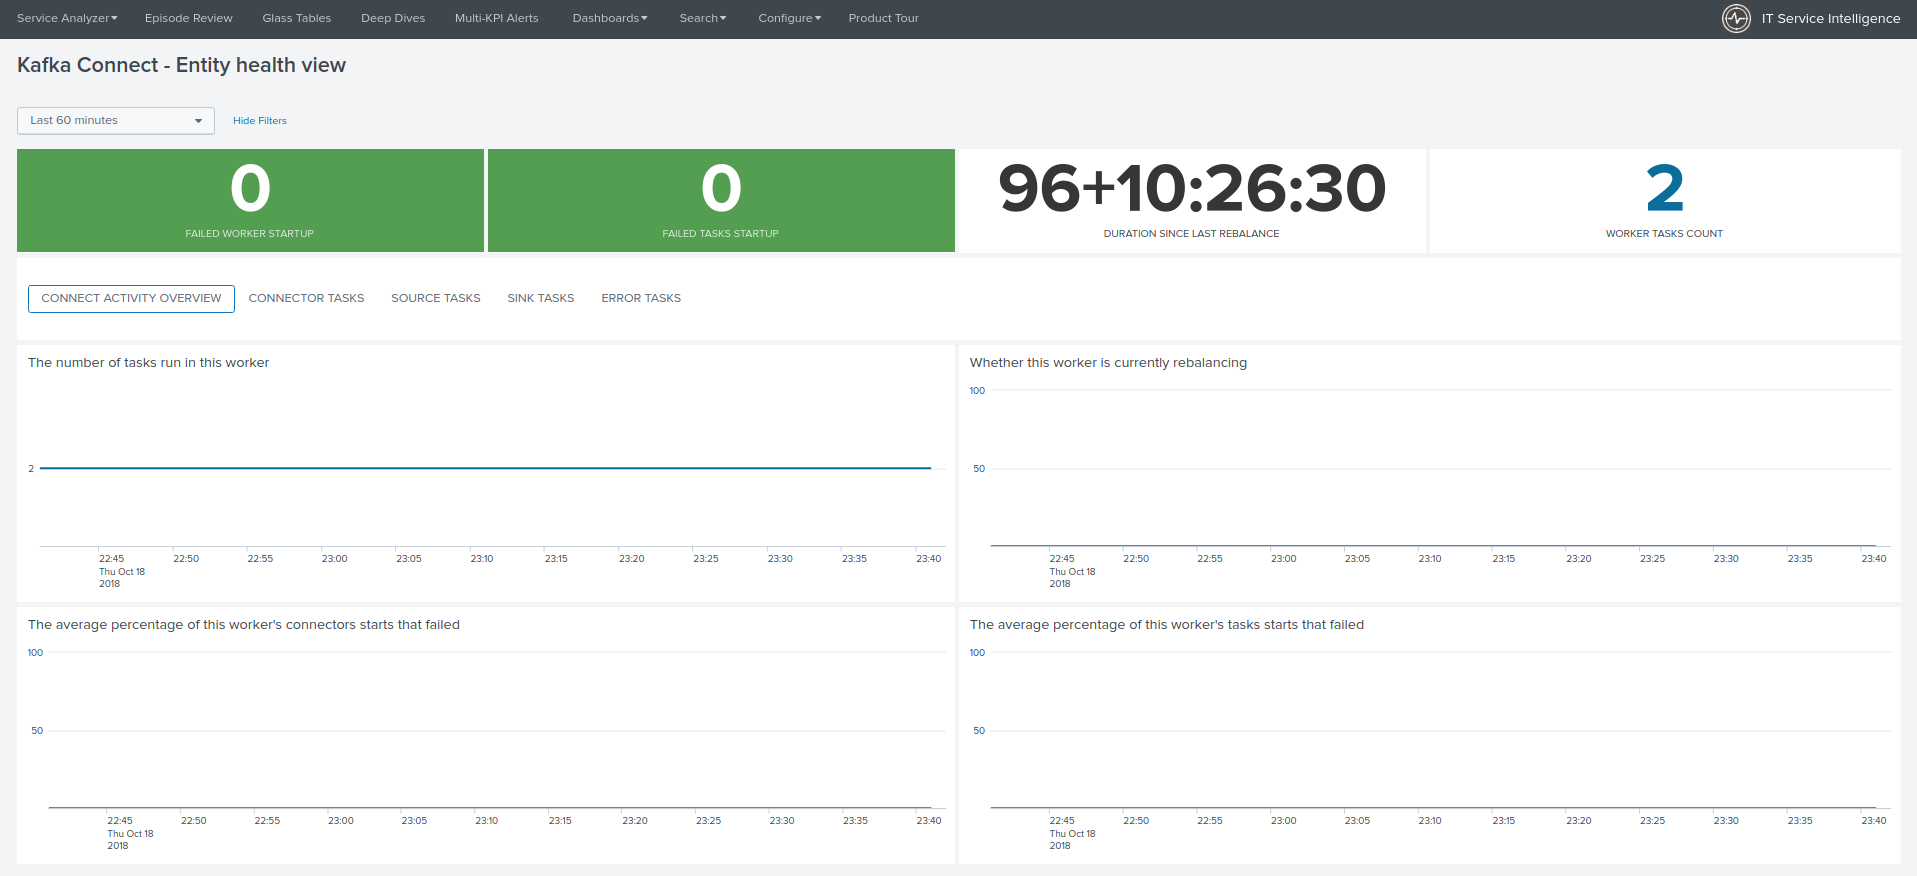 Service Analyzer Episode Review Glass Tables Deep Dives Multi-KPI Alerts Dashboards Search Configure Product Tour IT Service Intelligence
Kafka Connect - Entity health view
Last 60 minutes Hide Filters
0 0 96+10:26:30 2
FAILED WORKER STARTUP FAILED TASKS STARTUP DURATION SINCE LAST REBALANCE WORKER TASKS COUNT
CONNECT ACTIVITY OVERVIEW CONNECTOR TASKS SOURCE TASKS SINK TASKS ERROR TASKS
The number of tasks run in this worker
2
22:45 22:50 22:55 23:00 23:05 23:10 23:15 23:20 23:25 23:30 23:35 23:40
Thu Oct 18
2018
Whether this worker is currently rebalancing
100
50
22:45 22:50 22:55 23:00 23:05 23:10 23:15 23:20 23:25 23:30 23:35 23:40
Thu Oct 18
2018
The average percentage of this worker's connectors starts that failed
100
50
22:45 22:50 22:55 23:00 23:05 23:10 23:15 23:20 23:25 23:30 23:35 23:40
Thu Oct 18
2018
The average percentage of this worker's tasks starts that failed
100
50
22:45 22:50 22:55 23:00 23:05 23:10 23:15 23:20 23:25 23:30 23:35 23:40
Thu Oct 18
2018